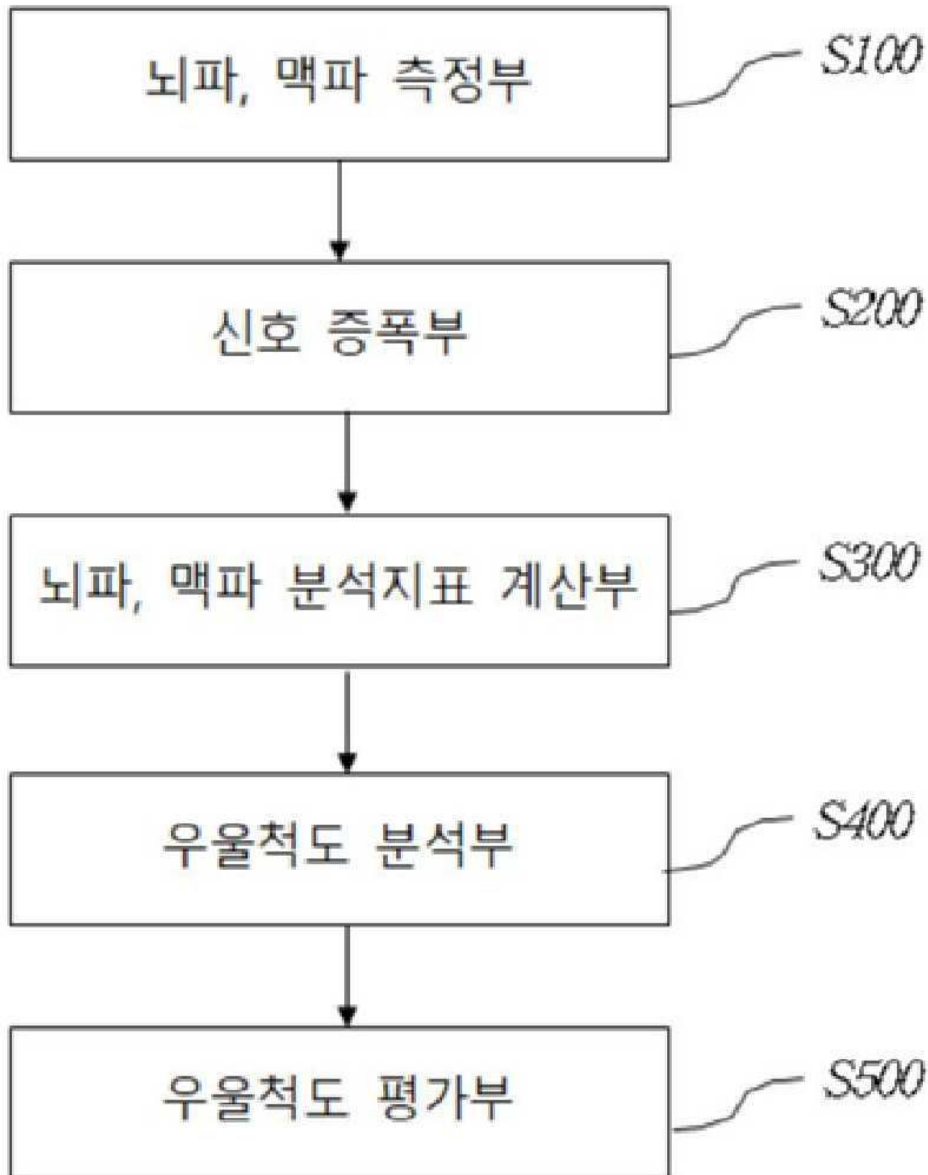 뇌파, 맥파 측정부
S100
신호 증폭부
S200
뇌파, 맥파 분석지표 계산부
S300
우울척도 분석부
S400
우울척도 평가부
S500